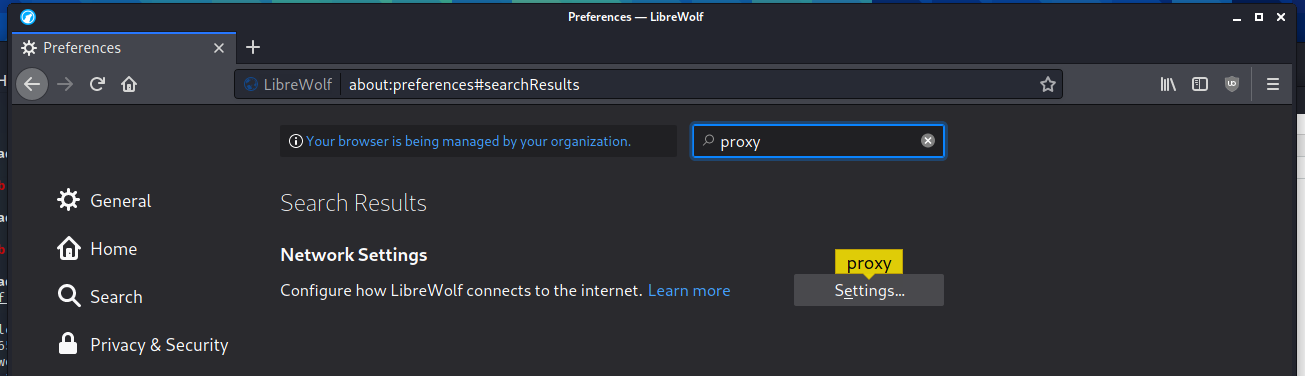 Preferences — LibreWolf
Preferences
LibreWolf about:preferences#searchResults
Your browser is being managed by your organization.
proxy
General
Home
Search
Privacy & Security
Search Results
Network Settings
proxy
Configure how LibreWolf connects to the internet. Learn more
Settings...